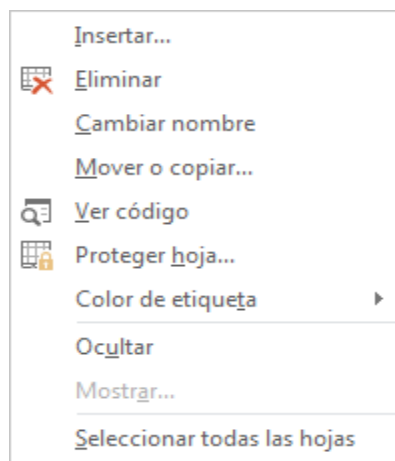 Insertar...
Eliminar
Cambiar nombre
Mover o copiar...
Ver código
Proteger hoja...
Color de etiqueta
Ocultar
Mostrar...
Seleccionar todas las hojas